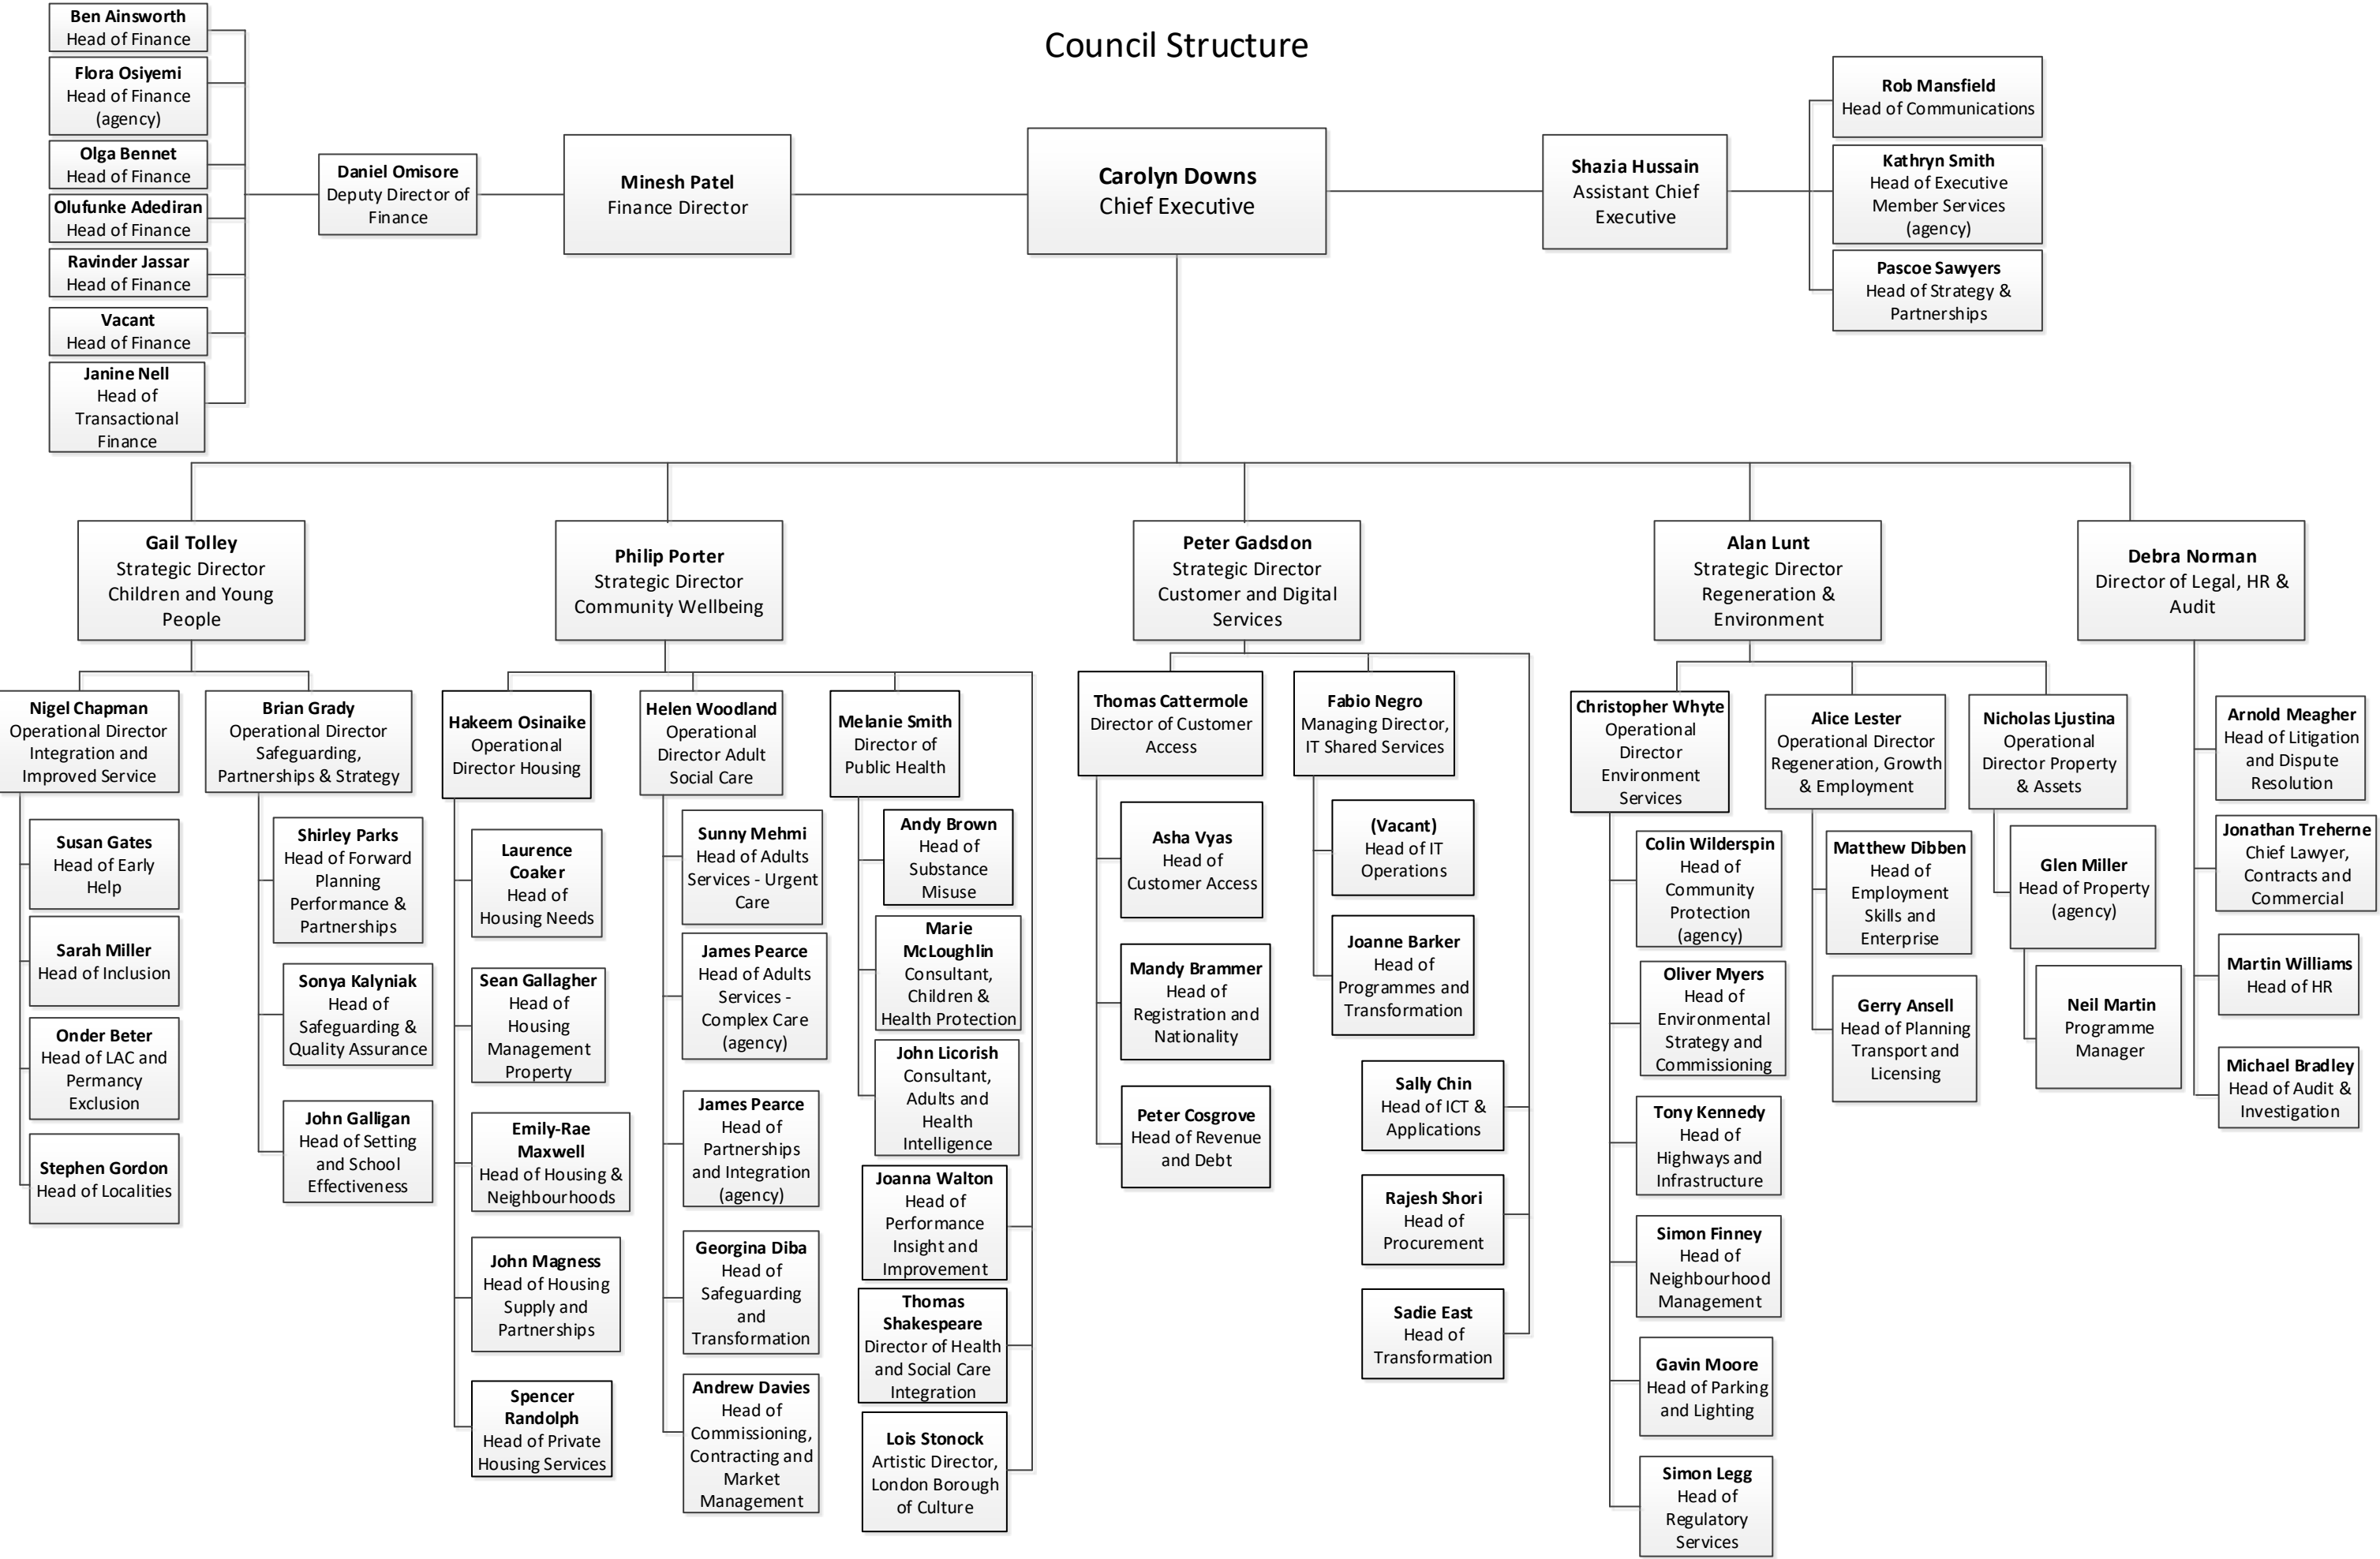 Council Structure
Ben Ainsworth
Head of Finance
Flora Osiyemi
Head of Finance
(agency)
Olga Bennet
Head of Finance
Olufunke Adediran
Head of Finance
Ravinder Jassar
Head of Finance
Vacant
Head of Finance
Janine Nell
Head of
Transactional
Finance
Daniel Omisore
Deputy Director of
Finance
Minesh Patel
Finance Director
Carolyn Downs
Chief Executive
Shazia Hussain
Assistant Chief
Executive
Rob Mansfield
Head of Communications
Kathryn Smith
Head of Executive
Member Services
(agency)
Pascoe Sawyers
Head of Strategy &
Partnerships
Gail Tolley
Strategic Director
Children and Young
People
Philip Porter
Strategic Director
Community Wellbeing
Peter Gadsdon
Strategic Director
Customer and Digital
Services
Alan Lunt
Strategic Director
Regeneration &
Environment
Debra Norman
Director of Legal, HR &
Audit
Nigel Chapman
Operational Director
Integration and
Improved Service
Susan Gates
Head of Early
Help
Sarah Miller
Head of Inclusion
Onder Beter
Head of LAC and
Permancy
Exclusion
Stephen Gordon
Head of Localities
Brian Grady
Operational Director
Safeguarding,
Partnerships & Strategy
Shirley Parks
Head of Forward
Planning
Performance &
Partnerships
Sonya Kalyniak
Head of
Safeguarding &
Quality Assurance
John Galligan
Head of Setting
and School
Effectiveness
Hakeem Osinaike
Operational
Director Housing
Laurence
Coaker
Head of
Housing Needs
Sean Gallagher
Head of
Housing
Management
Property
Emily-Rae
Maxwell
Head of Housing &
Neighbourhoods
John Magness
Head of Housing
Supply and
Partnerships
Spencer
Randolph
Head of Private
Housing Services
Helen Woodland
Operational
Director Adult
Social Care
Sunny Mehmi
Head of Adults
Services - Urgent
Care
James Pearce
Head of Adults
Services -
Complex Care
(agency)
James Pearce
Head of
Partnerships
and Integration
(agency)
Georgina Diba
Head of
Safeguarding
and
Transformation
Andrew Davies
Head of
Commissioning,
Contracting and
Market
Management
Melanie Smith
Director of
Public Health
Andy Brown
Head of
Substance
Misuse
Marie
McLoughlin
Consultant,
Children &
Health Protection
John Licorish
Consultant,
Adults and
Health
Intelligence
Joanna Walton
Head of
Performance
Insight and
Improvement
Thomas
Shakespeare
Director of Health
and Social Care
Integration
Lois Stonock
Artistic Director,
London Borough
of Culture
Thomas Cattermole
Director of Customer
Access
Asha Vyas
Head of
Customer Access
Mandy Brammer
Head of
Registration and
Nationality
Peter Cosgrove
Head of Revenue
and Debt
Fabio Negro
Managing Director,
IT Shared Services
(Vacant)
Head of IT
Operations
Joanne Barker
Head of
Programmes and
Transformation
Sally Chin
Head of ICT &
Applications
Rajesh Shori
Head of
Procurement
Sadie East
Head of
Transformation
Christopher Whyte
Operational
Director
Environment
Services
Colin Wilderspin
Head of
Community
Protection
(agency)
Oliver Myers
Head of
Environmental
Strategy and
Commissioning
Tony Kennedy
Head of
Highways and
Infrastructure
Simon Finney
Head of
Neighbourhood
Management
Gavin Moore
Head of Parking
and Lighting
Simon Legg
Head of
Regulatory
Services
Alice Lester
Operational Director
Regeneration, Growth
& Employment
Matthew Dibben
Head of
Employment
Skills and
Enterprise
Gerry Ansell
Head of Planning
Transport and
Licensing
Nicholas Ljustina
Operational
Director Property
& Assets
Glen Miller
Head of Property
(agency)
Neil Martin
Programme
Manager
Arnold Meagher
Head of Litigation
and Dispute
Resolution
Jonathan Treherne
Chief Lawyer,
Contracts and
Commercial
Martin Williams
Head of HR
Michael Bradley
Head of Audit &
Investigation